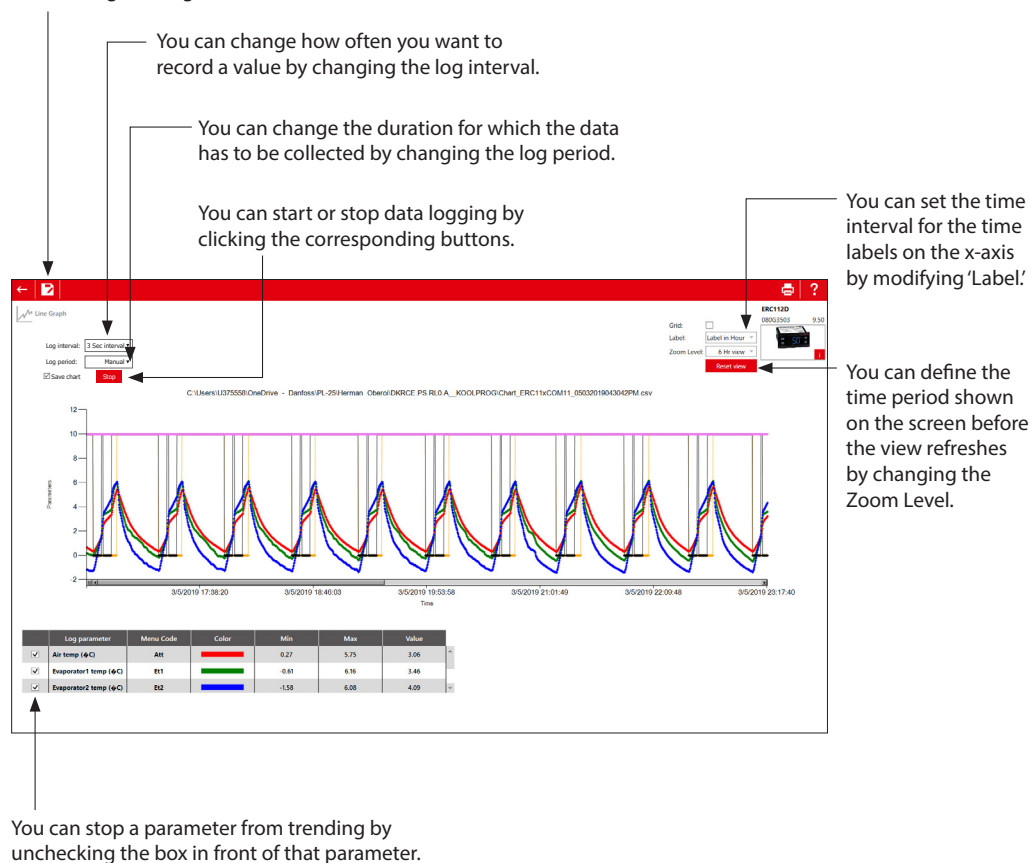 You can change how often you want to
record a value by changing the log interval.
You can change the duration for which the data
has to be collected by changing the log period.
You can start or stop data logging by
clicking the corresponding buttons.
You can set the time
interval for the time
labels on the x-axis
by modifying 'Label.'
← ?
Line Graph
ERC112D
080G3503 9.50
Grid:
Label: Label in Hour
Zoom Level: 6 Hr view
Reset view
Log interval: 3 Sec interval
Log period: Manual
Save chart Stop
You can define the
time period shown
on the screen before
the view refreshes
by changing the
Zoom Level.
C:\Users\U375558\OneDrive - Danfoss\PL-25\Herman Oberoi\DKRCE.PS.RL0.A._KOOLPROG\Chart_ERC11xCOM11_05032019043042PM.csv
12
10
8
6
4
2
0
-2
Parameters
3/5/2019 17:38:20 3/5/2019 18:46:03 3/5/2019 19:53:58 3/5/2019 21:01:49 3/5/2019 22:09:48 3/5/2019 23:17:40
Time
Log parameter Menu Code Color Min Max Value
Air temp (�C) Att 0.27 5.75 3.06
Evaporator1 temp (�C) Et1 -0.61 6.16 3.46
Evaporator2 temp (�C) Et2 -1.58 6.08 4.09
You can stop a parameter from trending by
unchecking the box in front of that parameter.